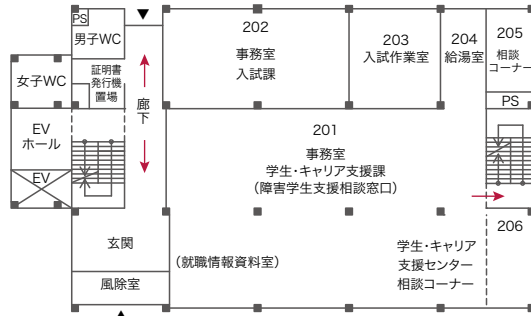 PS
男子WC
女子WC
証明書
発行機
置場
廊下
EV
ホール
EV
玄関
風除室
202
事務室
入試課
203
入試作業室
204
給湯室
205
相談
コーナー
PS
201
事務室
学生・キャリア支援課
(障害学生支援相談窓口)
(就職情報資料室)
学生・キャリア
支援センター
相談コーナー
206